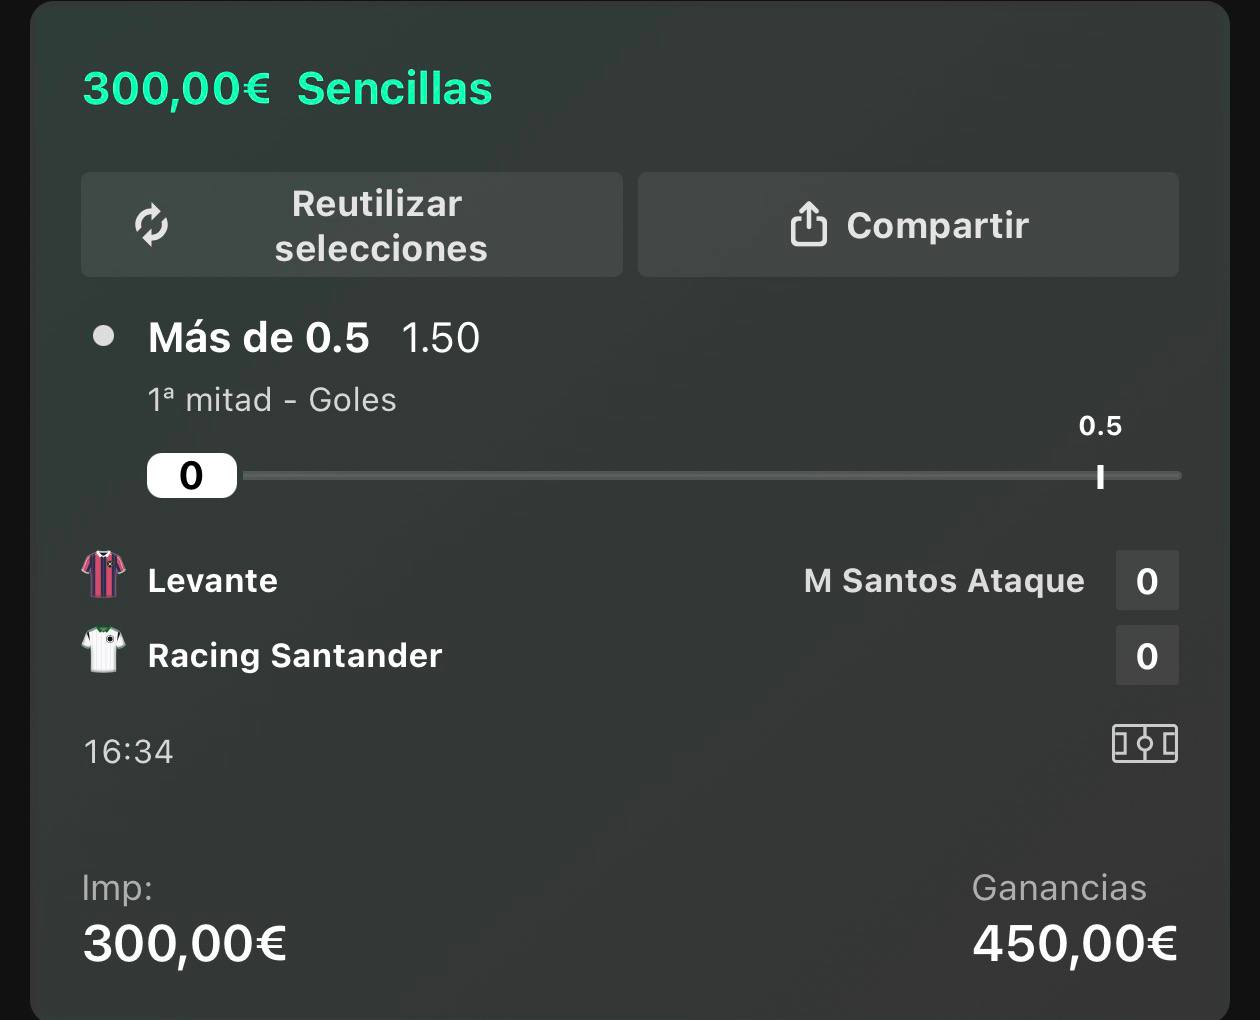 300,00€ Sencillas
Reutilizar
selecciones
Compartir
Más de 0.5 1.50
1ª mitad - Goles
0.5
0
Levante M Santos Ataque 0
Racing Santander 0
16:34
Imp: Ganancias
300,00€ 450,00€